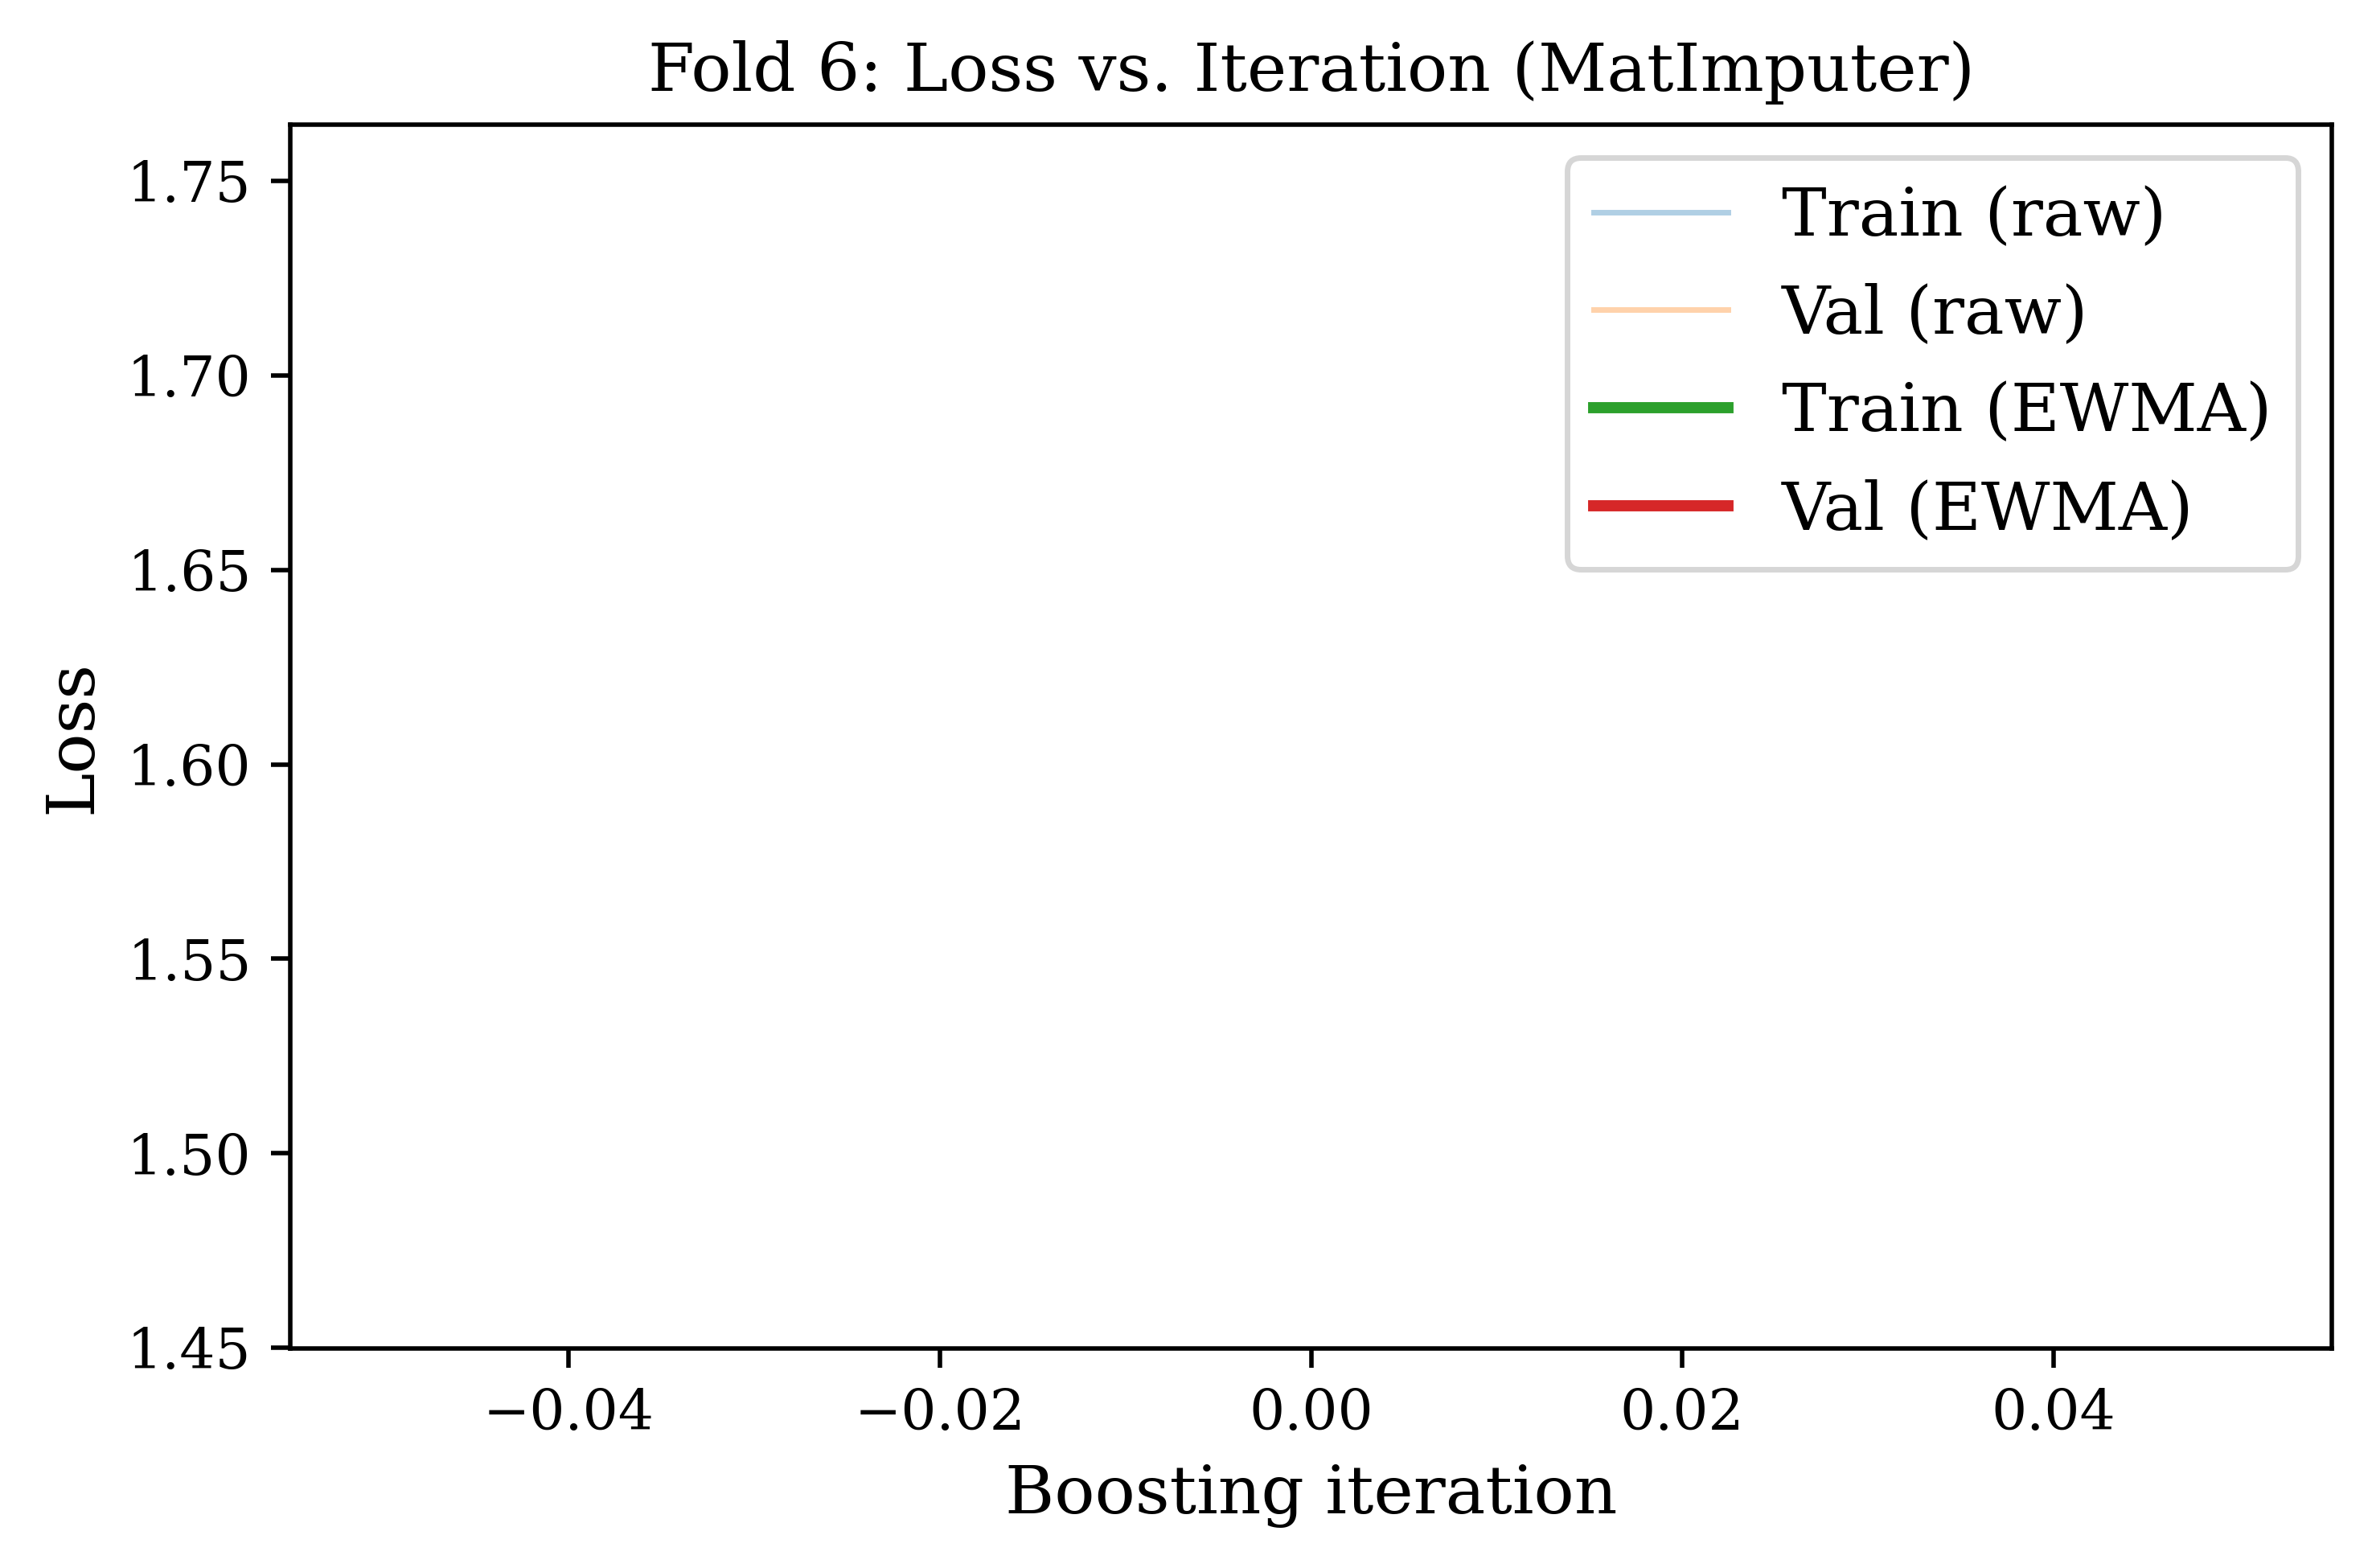 Fold 6: Loss vs. Iteration (MatImputer)
1.75
1.70
1.65
1.60
1.55
1.50
1.45
Loss
Train (raw)
Val (raw)
Train (EWMA)
Val (EWMA)
−0.04
−0.02
0.00
0.02
0.04
Boosting iteration